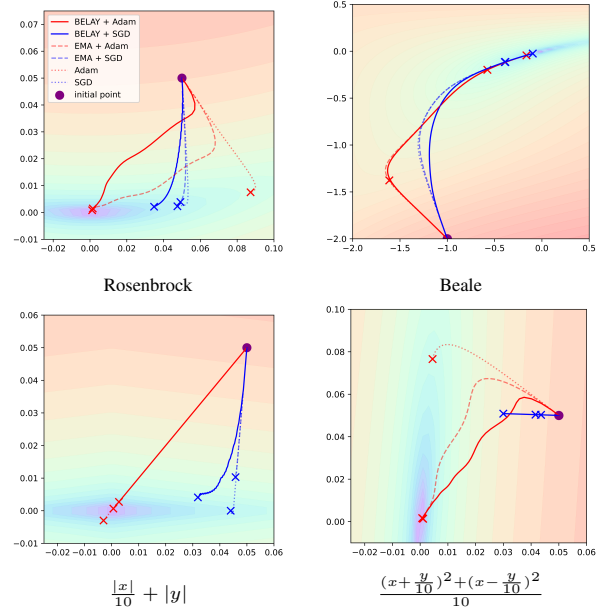 0.07
0.06
0.05
0.04
0.03
0.02
0.01
0.00
−0.01
BELAY + Adam
BELAY + SGD
EMA + Adam
EMA + SGD
Adam
SGD
initial point
−0.02 0.00 0.02 0.04 0.06 0.08 0.10
Rosenbrock
0.5
0.0
−0.5
−1.0
−1.5
−2.0
−2.0 −1.5 −1.0 −0.5 0.0 0.5
Beale
0.06
0.05
0.04
0.03
0.02
0.01
0.00
−0.01
−0.02 −0.01 0.00 0.01 0.02 0.03 0.04 0.05 0.06
|x|/10 + |y|
0.10
0.08
0.06
0.04
0.02
0.00
−0.02 −0.01 0.00 0.01 0.02 0.03 0.04 0.05 0.06
(x+y/10)²+(x−y/10)²
10